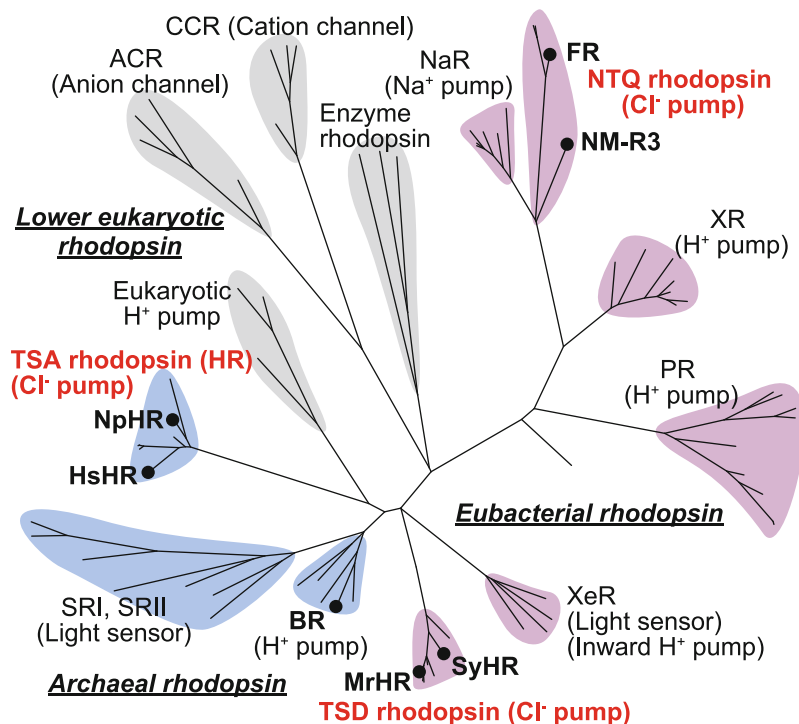 CCR (Cation channel)
ACR
(Anion channel)
Enzyme
rhodopsin
NaR
(Na⁺ pump)
FR
NTQ rhodopsin
(Cl⁻ pump)
NM-R3
Lower eukaryotic
rhodopsin
XR
(H⁺ pump)
Eukaryotic
H⁺ pump
TSA rhodopsin (HR)
(Cl⁻ pump)
NpHR
HsHR
PR
(H⁺ pump)
Eubacterial rhodopsin
SRI, SRII
(Light sensor)
BR
(H⁺ pump)
XeR
(Light sensor)
(Inward H⁺ pump)
Archaeal rhodopsin
MrHR
SyHR
TSD rhodopsin (Cl⁻ pump)